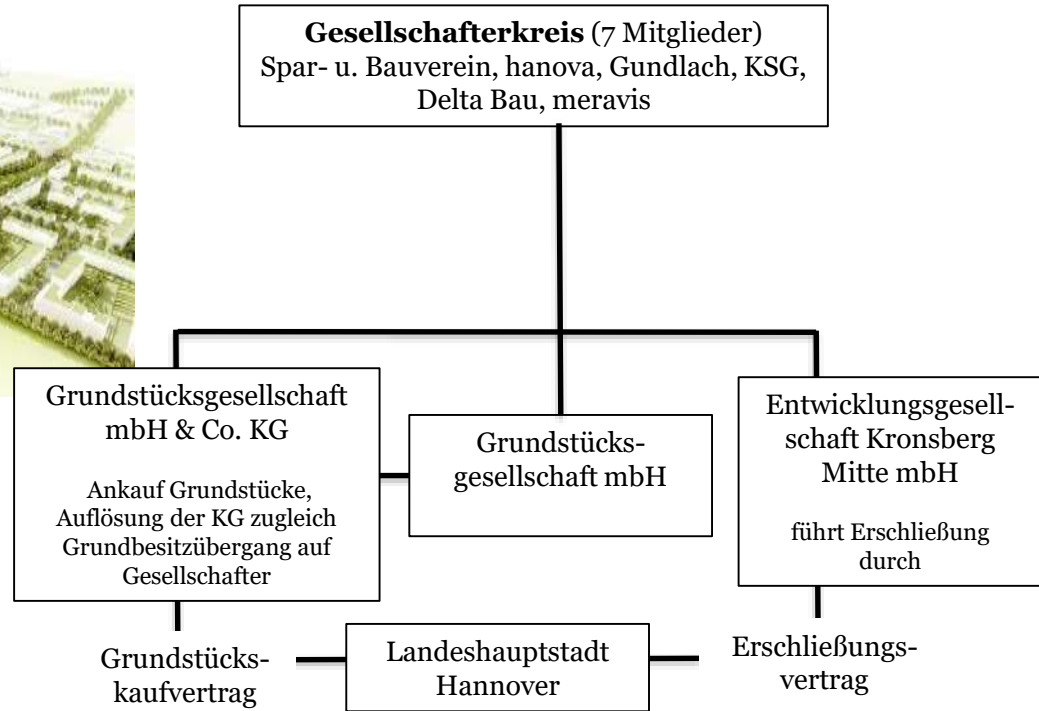 Gesellschafterkreis (7 Mitglieder)
Spar- u. Bauverein, hanova, Gundlach, KSG,
Delta Bau, meravis
Grundstücksgesellschaft
mbH & Co. KG
Ankauf Grundstücke,
Auflösung der KG zugleich
Grundbesitzübergang auf
Gesellschafter
Grundstücks-
gesellschaft mbH
Entwicklungsgesell-
schaft Kronsberg
Mitte mbH
führt Erschließung
durch
Grundstücks-
kaufvertrag
Landeshauptstadt
Hannover
Erschließungs-
vertrag